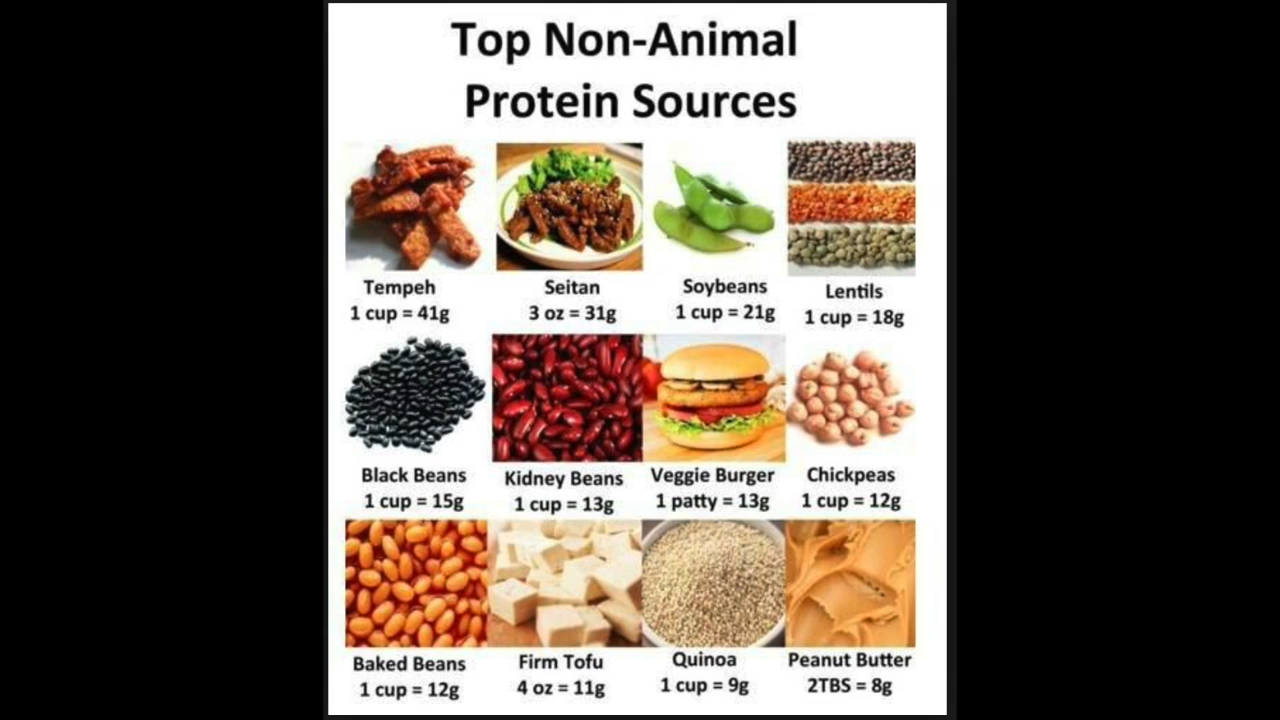 Top Non-Animal
Protein Sources
Tempeh
1 cup = 41g
Seitan
3 oz = 31g
Soybeans
1 cup = 21g
Lentils
1 cup = 18g
Black Beans
1 cup = 15g
Kidney Beans
1 cup = 13g
Veggie Burger
1 patty = 13g
Chickpeas
1 cup = 12g
Baked Beans
1 cup = 12g
Firm Tofu
4 oz = 11g
Quinoa
1 cup = 9g
Peanut Butter
2TBS = 8g